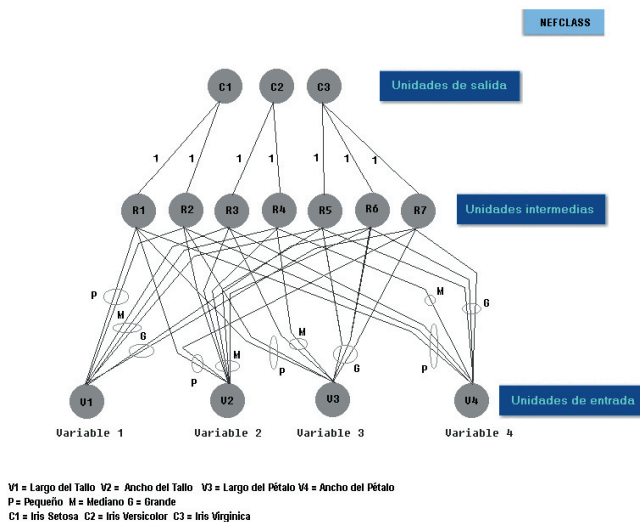 NEFCLASS
C1 C2 C3 Unidades de salida
1 1 1 1 1 1 1
R1 R2 R3 R4 R5 R6 R7 Unidades intermedias
P M G P M P M G P M G
V1 V2 V3 V4 Unidades de entrada
Variable 1 Variable 2 Variable 3 Variable 4
V1 = Largo del Tallo V2 = Ancho del Tallo V3 = Largo del Pétalo V4 = Ancho del Pétalo
P = Pequeño M = Mediano G = Grande
C1 = Iris Setosa C2 = Iris Versicolor C3 = Iris Virginica